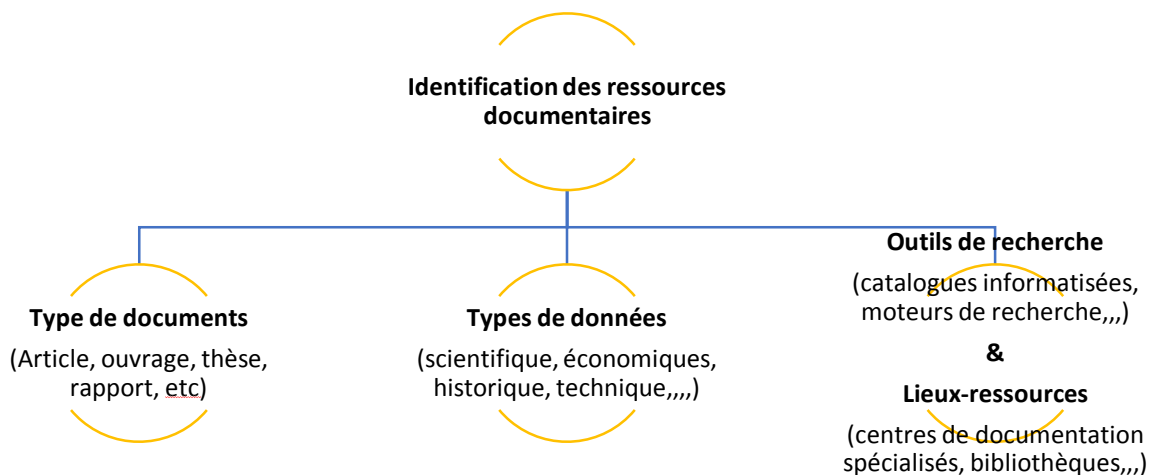 Identification des ressources
documentaires
Type de documents
(Article, ouvrage, thèse,
rapport, etc)
Types de données
(scientifique, économiques,
historique, technique,,,,)
Outils de recherche
(catalogues informatisées,
moteurs de recherche,,,)
&
Lieux-ressources
(centres de documentation
spécialisés, bibliothèques,,,)